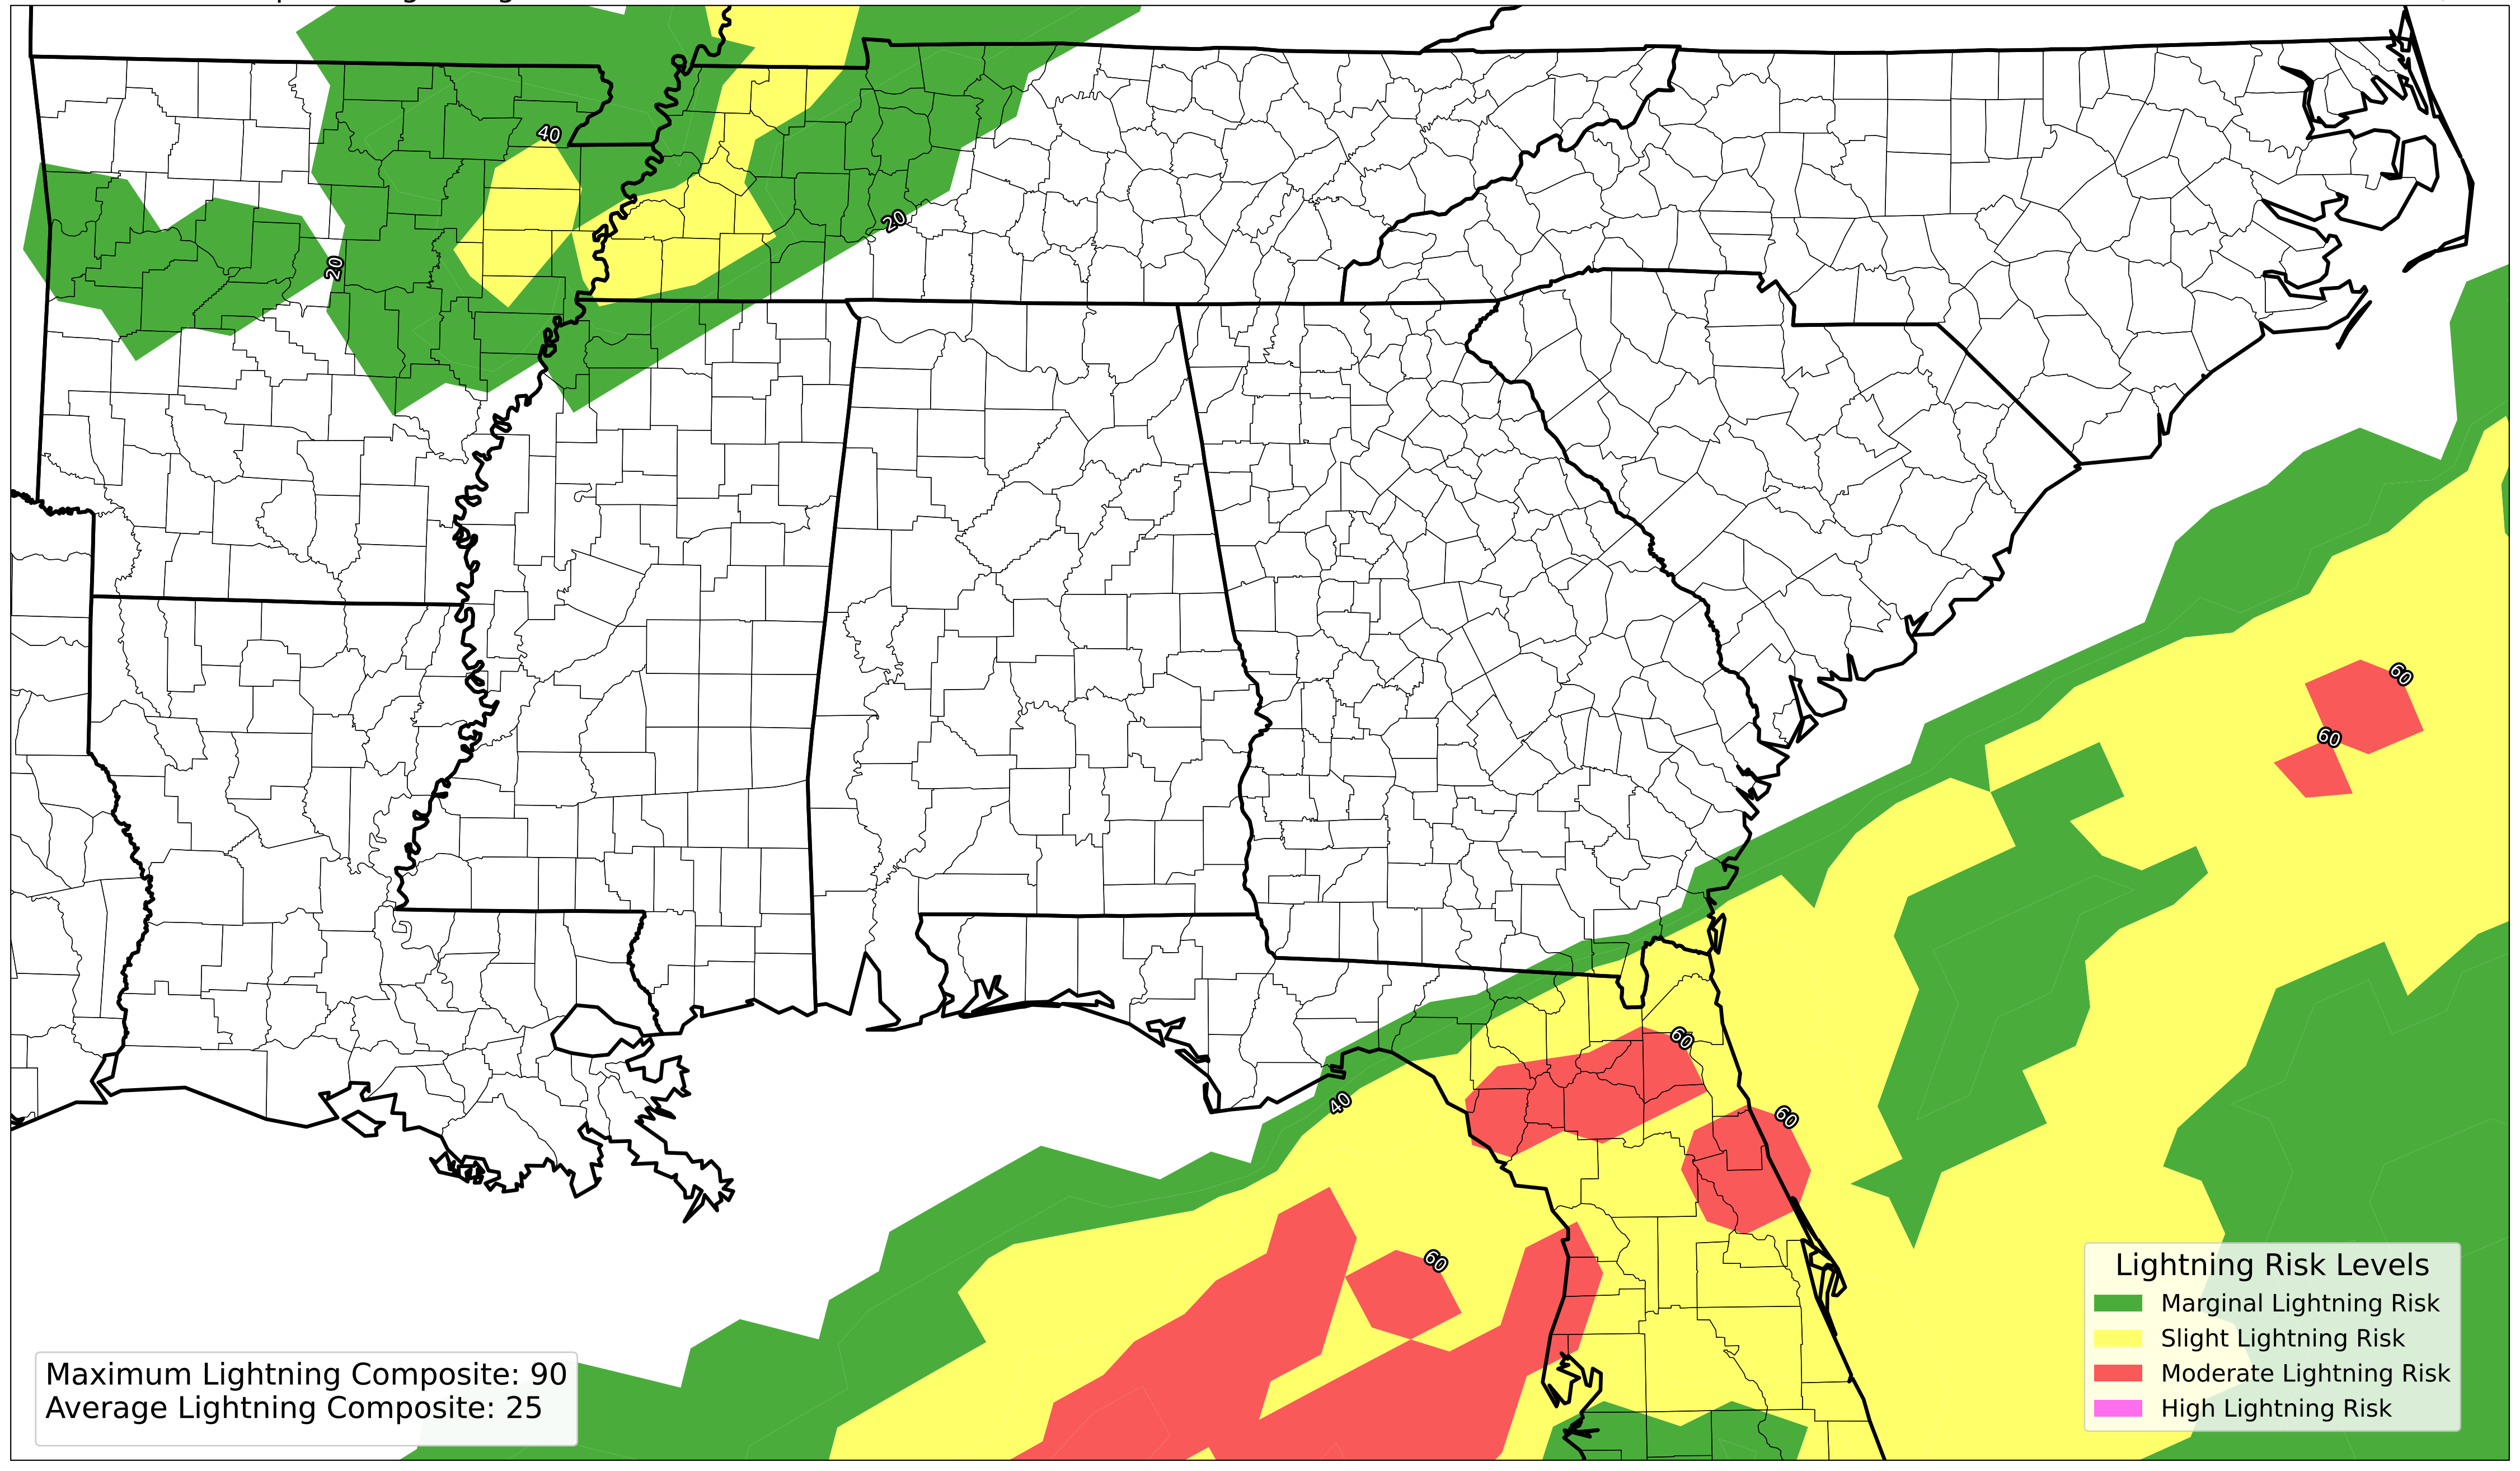 40
20
20
60
60
60
40
60
60
Lightning Risk Levels
Marginal Lightning Risk
Slight Lightning Risk
Moderate Lightning Risk
High Lightning Risk
Maximum Lightning Composite: 90
Average Lightning Composite: 25